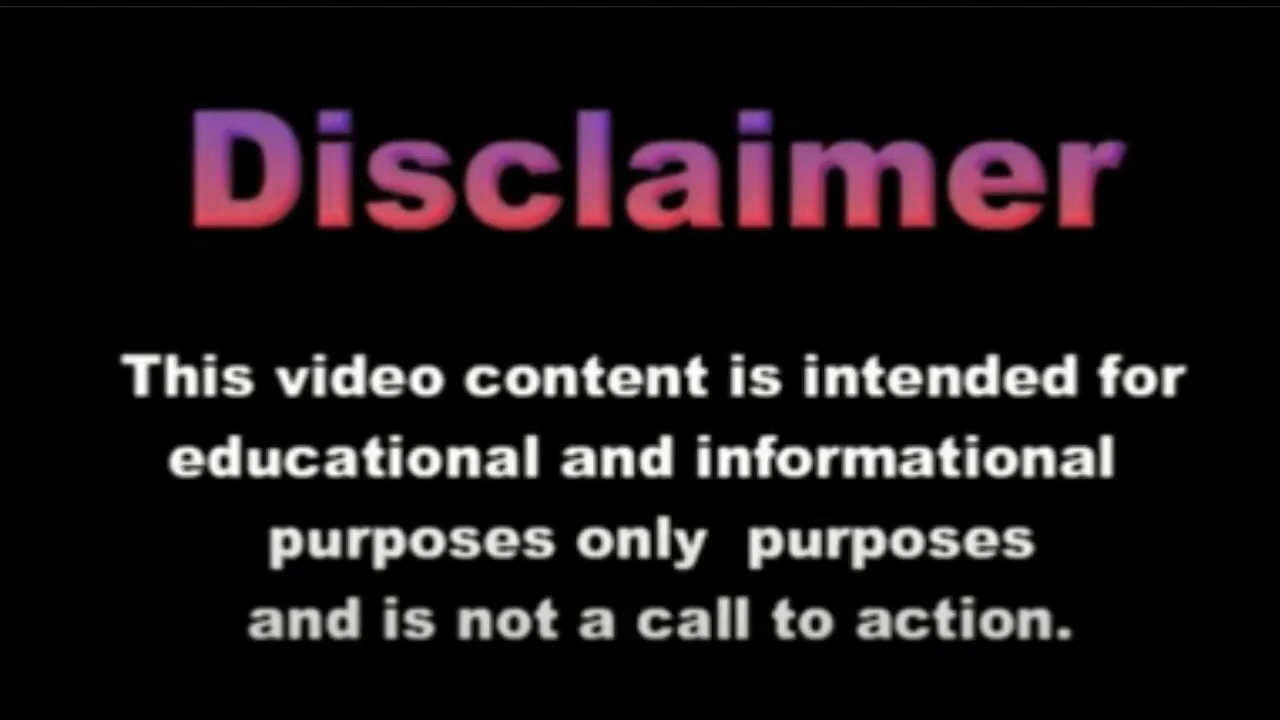 Disclaimer
This video content is intended for
educational and informational
purposes only  purposes
and is not a call to action.